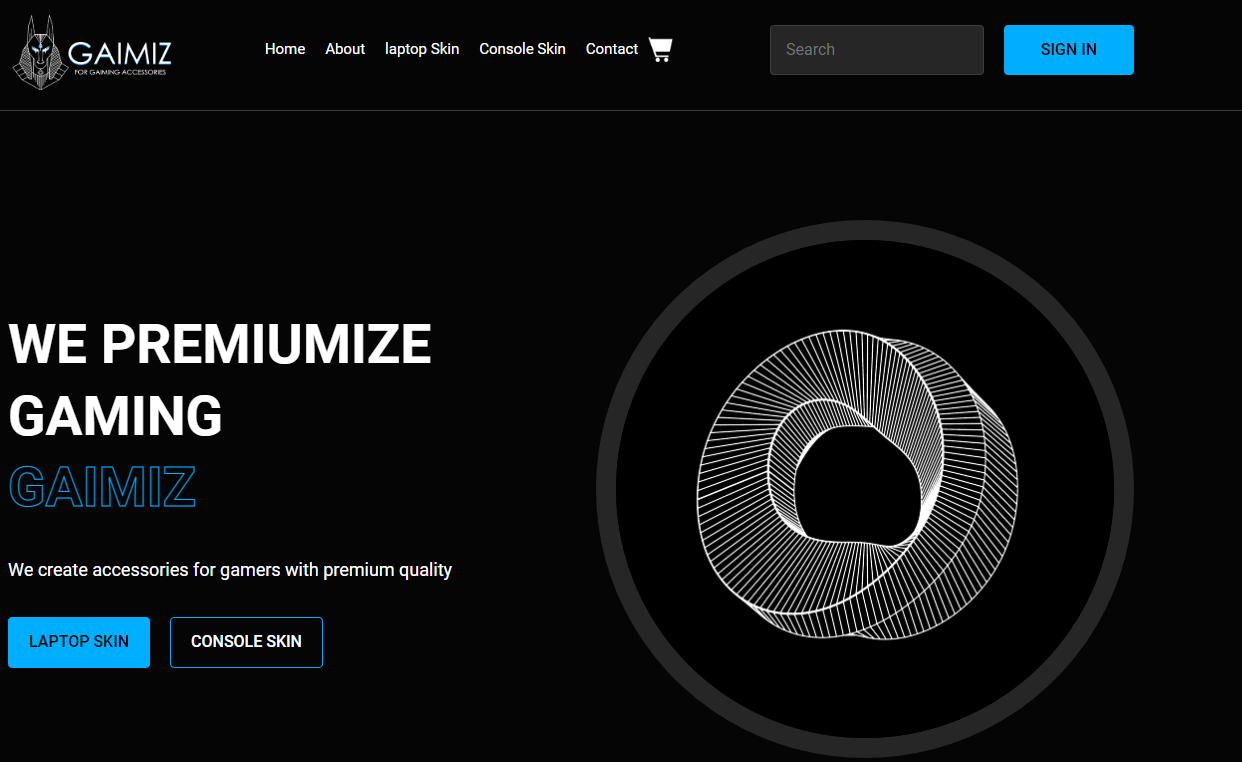 GAIMIZ
FOR GAIMING ACCESSORIES
Home About laptop Skin Console Skin Contact
Search
SIGN IN
WE PREMIUMIZE
GAMING
GAIMIZ
We create accessories for gamers with premium quality
LAPTOP SKIN CONSOLE SKIN